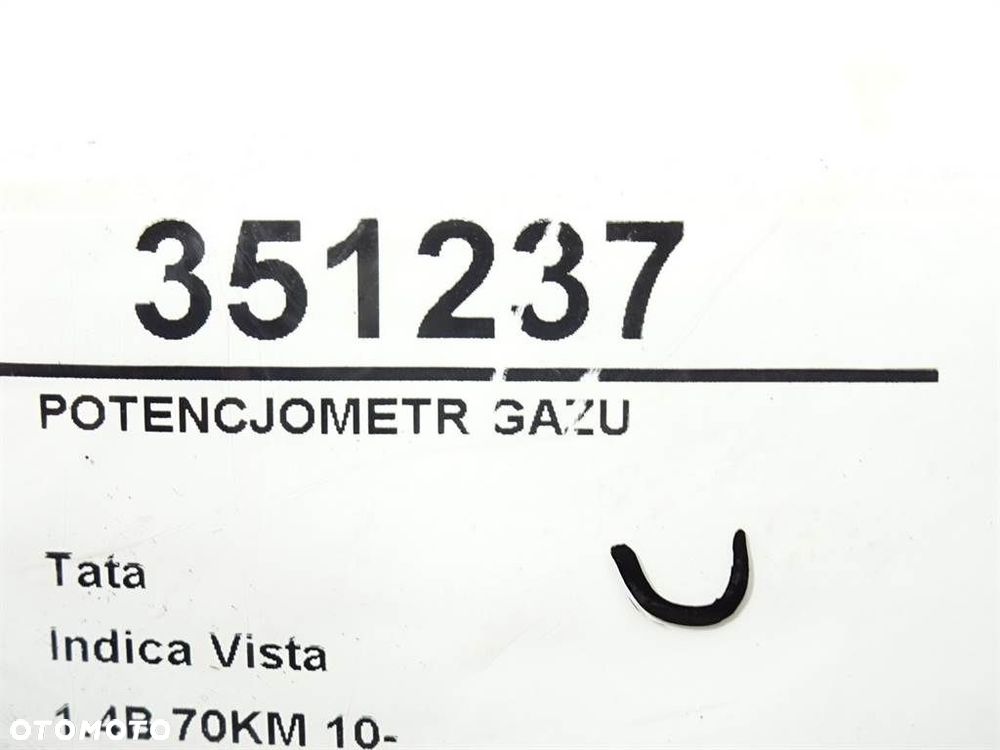 351237
POTENCJOMETR GAZU
Tata
Indica Vista
1.4B 70KM 10-
OTOMOTO